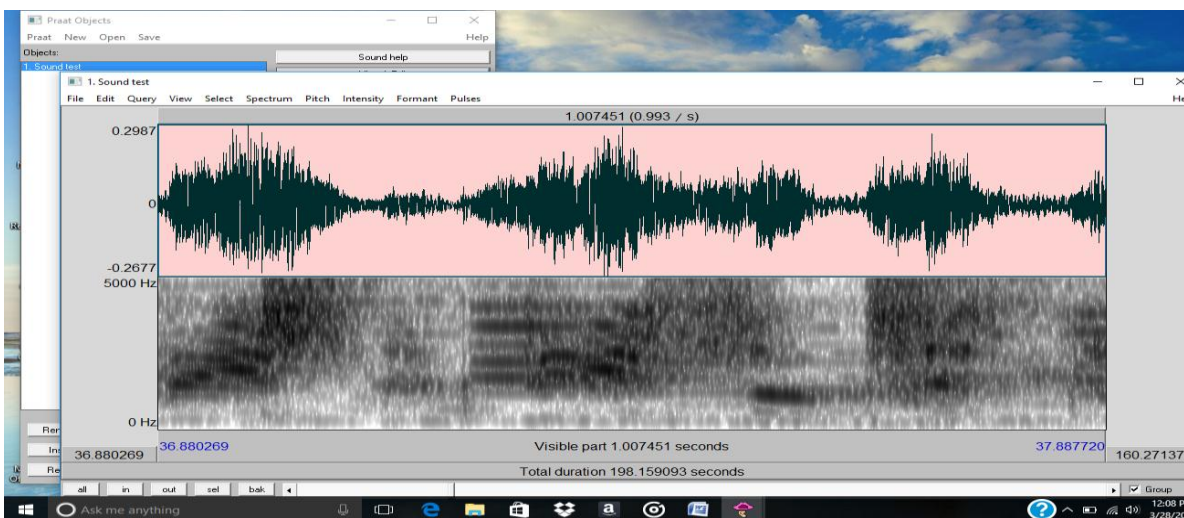 Praat Objects
Praat New Open Save Help
Objects:
Sound help
1. Sound test
1. Sound test
File Edit Query View Select Spectrum Pitch Intensity Formant Pulses
1.007451 (0.993 / s)
0.2987
0
-0.2677
5000 Hz
0 Hz
36.880269
36.880269 Visible part 1.007451 seconds 37.887720
160.27137
Total duration 198.159093 seconds
all in out sel bak Group
Ask me anything
12:08 P
3/28/20